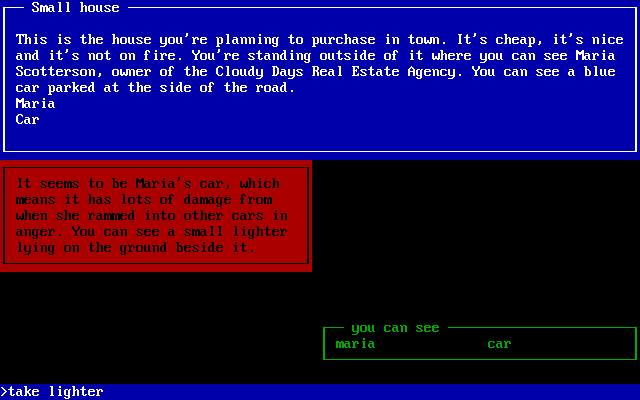 Small house
This is the house you're planning to purchase in town. It's cheap, it's nice
and it's not on fire. You're standing outside of it where you can see Maria
Scotterson, owner of the Cloudy Days Real Estate Agency. You can see a blue
car parked at the side of the road.
Maria
Car
It seems to be Maria's car, which
means it has lots of damage from
when she rammed into other cars in
anger. You can see a small lighter
lying on the ground beside it.
you can see
maria car
>take lighter